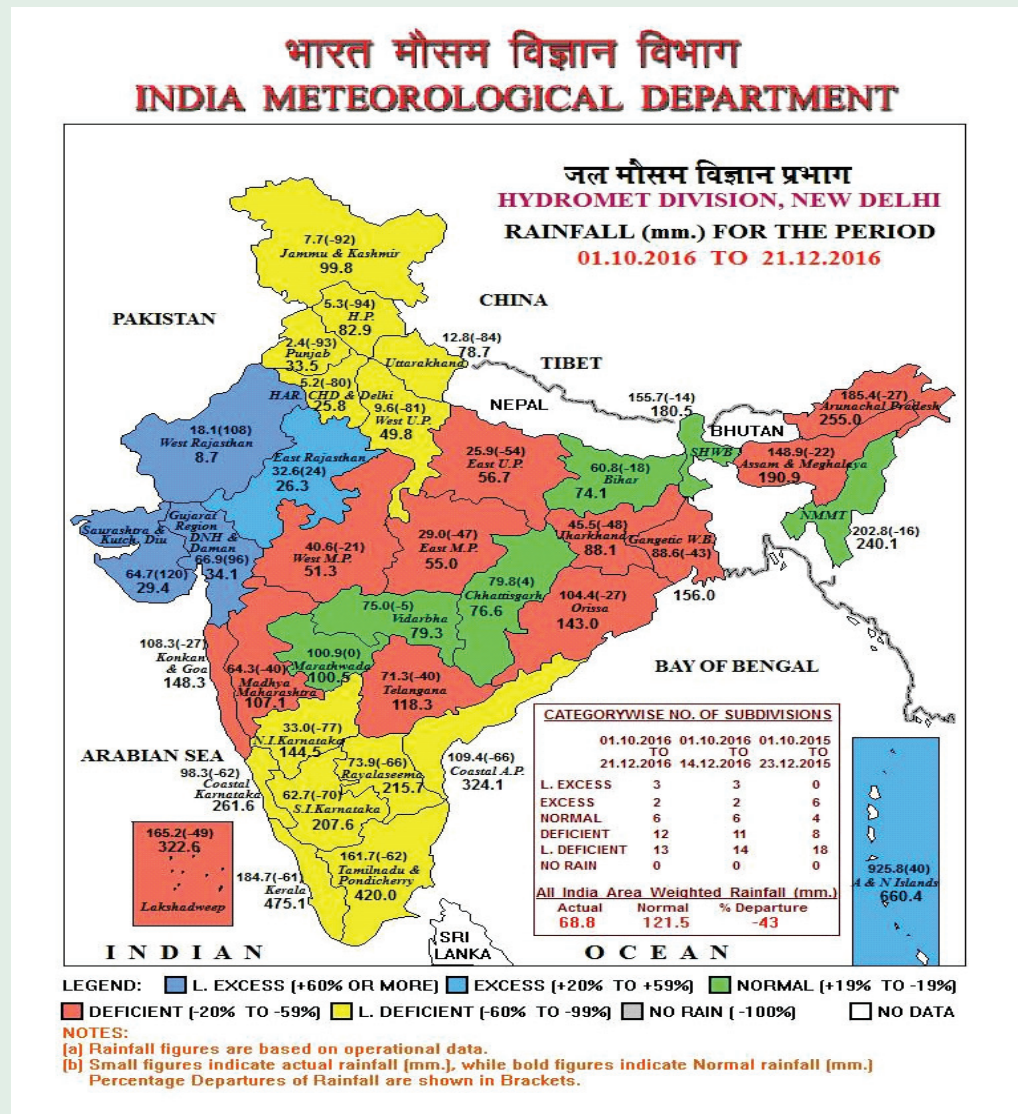 भारत मौसम विज्ञान विभाग
INDIA METEOROLOGICAL DEPARTMENT
जल मौसम विज्ञान प्रभाग
HYDROMET DIVISION, NEW DELHI
RAINFALL (mm.) FOR THE PERIOD
01.10.2016 TO 21.12.2016
7.7(-92)
Jammu & Kashmir
99.8
5.3(-94)
H.P.
82.9
CHINA
PAKISTAN
2.4(-93)
Punjab
33.5
12.8(-84)
78.7
Uttarakhand
TIBET
5.2(-80)
HAR. CHD & Delhi
25.8
9.6(-81)
West U.P.
49.8
NEPAL
155.7(-14)
180.5
BHUTAN
SHWB
185.4(-27)
Arunachal Pradesh
255.0
18.1(108)
West Rajasthan
8.7
East Rajasthan
32.6(24)
26.3
25.9(-54)
East U.P.
56.7
60.8(-18)
Bihar
74.1
148.9(-22)
Assam & Meghalaya
190.9
NMMT
202.8(-16)
240.1
Saurashtra &
Kutch, Diu
64.7(120)
29.4
Gujarat
Region
DNH &
Daman
66.9(96)
34.1
40.6(-21)
West M.P.
51.3
29.0(-47)
East M.P.
55.0
45.5(-48)
Jharkhand
88.1
Gangetic W.B.
88.6(-43)
156.0
79.8(4)
Chhattisgarh
76.6
104.4(-27)
Orissa
143.0
75.0(-5)
Vidarbha
79.3
108.3(-27)
Konkan
& Goa
148.3
64.3(-40)
Madhya
Maharashtra
107.1
100.9(0)
Marathwada
100.5
71.3(-40)
Telangana
118.3
BAY OF BENGAL
ARABIAN SEA
33.0(-77)
N.I.Karnataka
144.5
98.3(-62)
Coastal
Karnataka
261.6
73.9(-66)
Rayalaseema
215.7
109.4(-66)
Coastal A.P.
324.1
62.7(-70)
S.I.Karnataka
207.6
165.2(-49)
322.6
Lakshadweep
184.7(-61)
Kerala
475.1
161.7(-62)
Tamilnadu &
Pondicherry
420.0
SRI
LANKA
925.8(40)
A & N Islands
660.4
CATEGORYWISE NO. OF SUBDIVISIONS
01.10.2016 01.10.2016 01.10.2015
TO TO TO
21.12.2016 14.12.2016 23.12.2015
L. EXCESS 3 3 0
EXCESS 2 2 6
NORMAL 6 6 4
DEFICIENT 12 11 8
L. DEFICIENT 13 14 18
NO RAIN 0 0 0
All India Area Weighted Rainfall (mm.)
Actual Normal % Departure
68.8 121.5 -43
INDIAN OCEAN
LEGEND: L. EXCESS (+60% OR MORE) EXCESS (+20% TO +59%) NORMAL (+19% TO -19%)
DEFICIENT (-20% TO -59%) L. DEFICIENT (-60% TO -99%) NO RAIN (-100%) NO DATA
NOTES:
(a) Rainfall figures are based on operational data.
(b) Small figures indicate actual rainfall (mm.), while bold figures indicate Normal rainfall (mm.)
Percentage Departures of Rainfall are shown in Brackets.